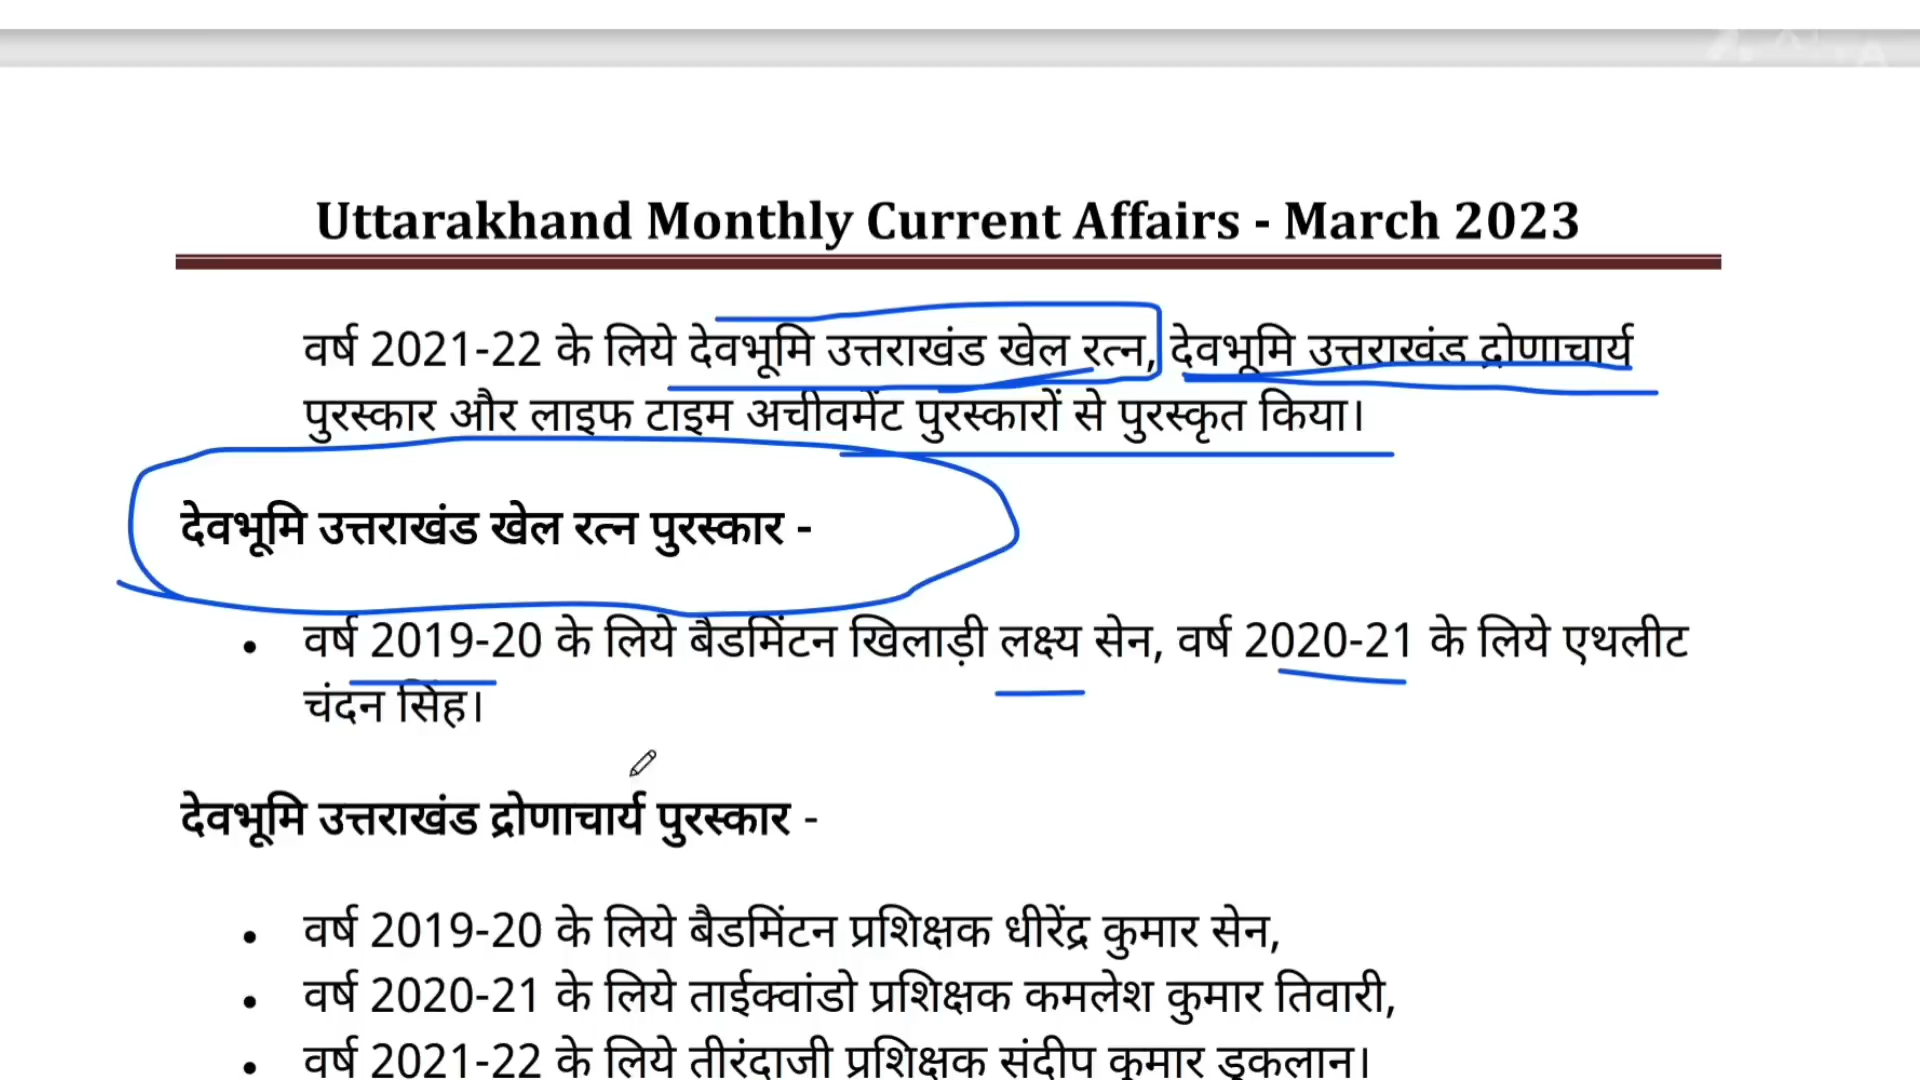 Uttarakhand Monthly Current Affairs - March 2023
वर्ष 2021-22 के लिये देवभूमि उत्तराखंड खेल रत्न, देवभूमि उत्तराखंड द्रोणाचार्य
पुरस्कार और लाइफ टाइम अचीवमेंट पुरस्कारों से पुरस्कृत किया।
देवभूमि उत्तराखंड खेल रत्न पुरस्कार -
• वर्ष 2019-20 के लिये बैडमिंटन खिलाड़ी लक्ष्य सेन, वर्ष 2020-21 के लिये एथलीट
चंदन सिंह।
देवभूमि उत्तराखंड द्रोणाचार्य पुरस्कार -
• वर्ष 2019-20 के लिये बैडमिंटन प्रशिक्षक धीरेंद्र कुमार सेन,
• वर्ष 2020-21 के लिये ताईक्वांडो प्रशिक्षक कमलेश कुमार तिवारी,
• वर्ष 2021-22 के लिये तीरंदाजी प्रशिक्षक संदीप कुमार डुकलान।